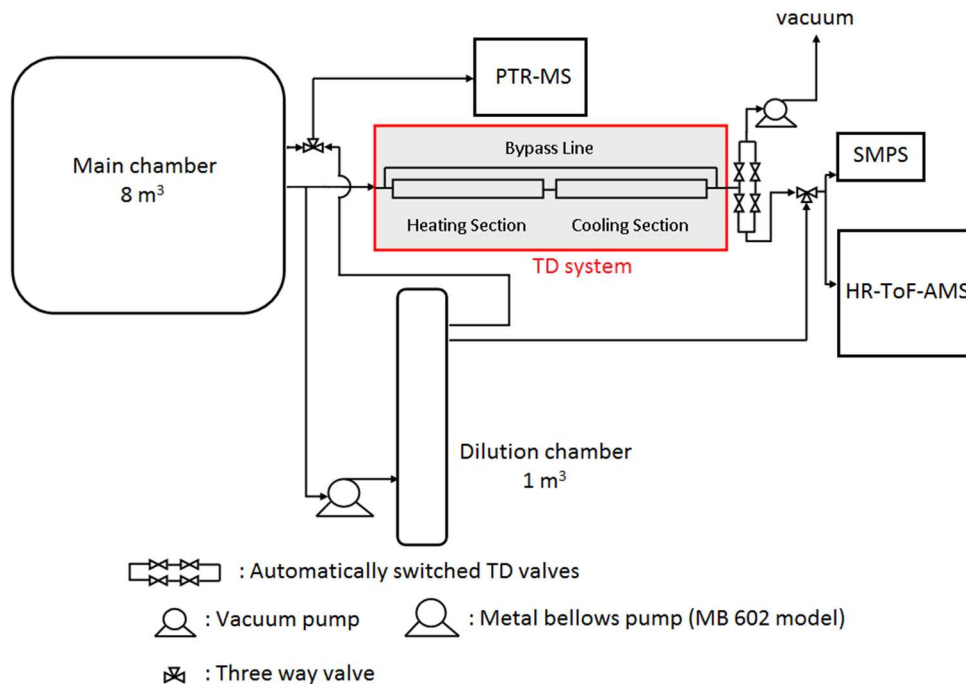 vacuum
PTR-MS
Bypass Line
SMPS
Main chamber
8 m³
Heating Section
Cooling Section
TD system
HR-ToF-AMS
Dilution chamber
1 m³
: Automatically switched TD valves
: Vacuum pump
: Metal bellows pump (MB 602 model)
: Three way valve